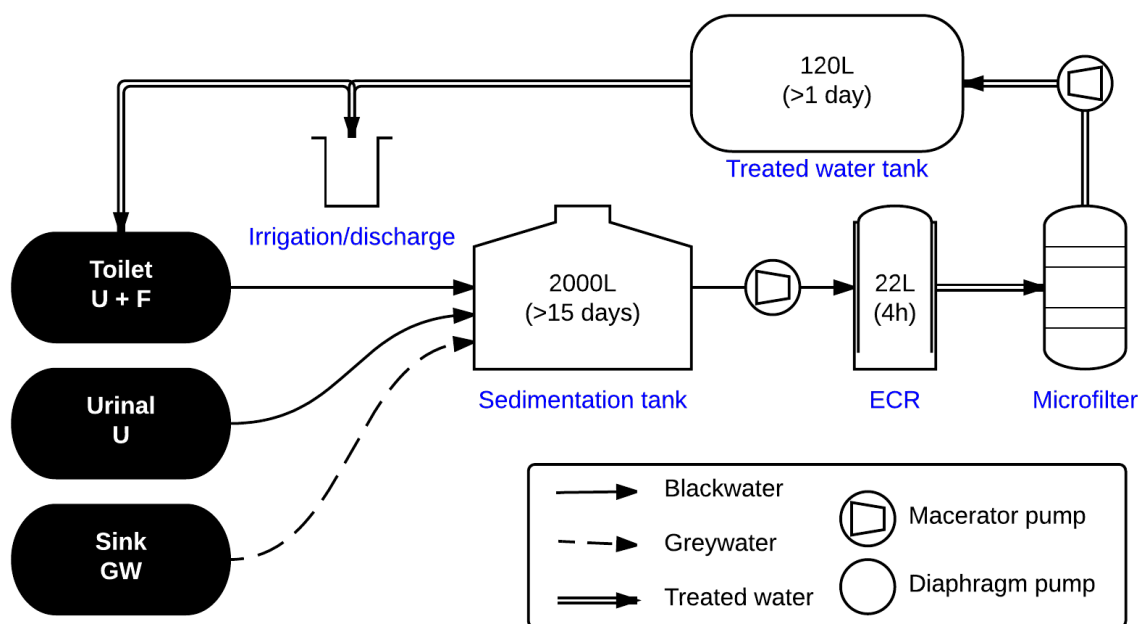 120L
(>1 day)
Treated water tank
Irrigation/discharge
Toilet
U + F
2000L
(>15 days)
22L
(4h)
Sedimentation tank
ECR
Microfilter
Urinal
U
Sink
GW
Blackwater
Greywater
Treated water
Macerator pump
Diaphragm pump